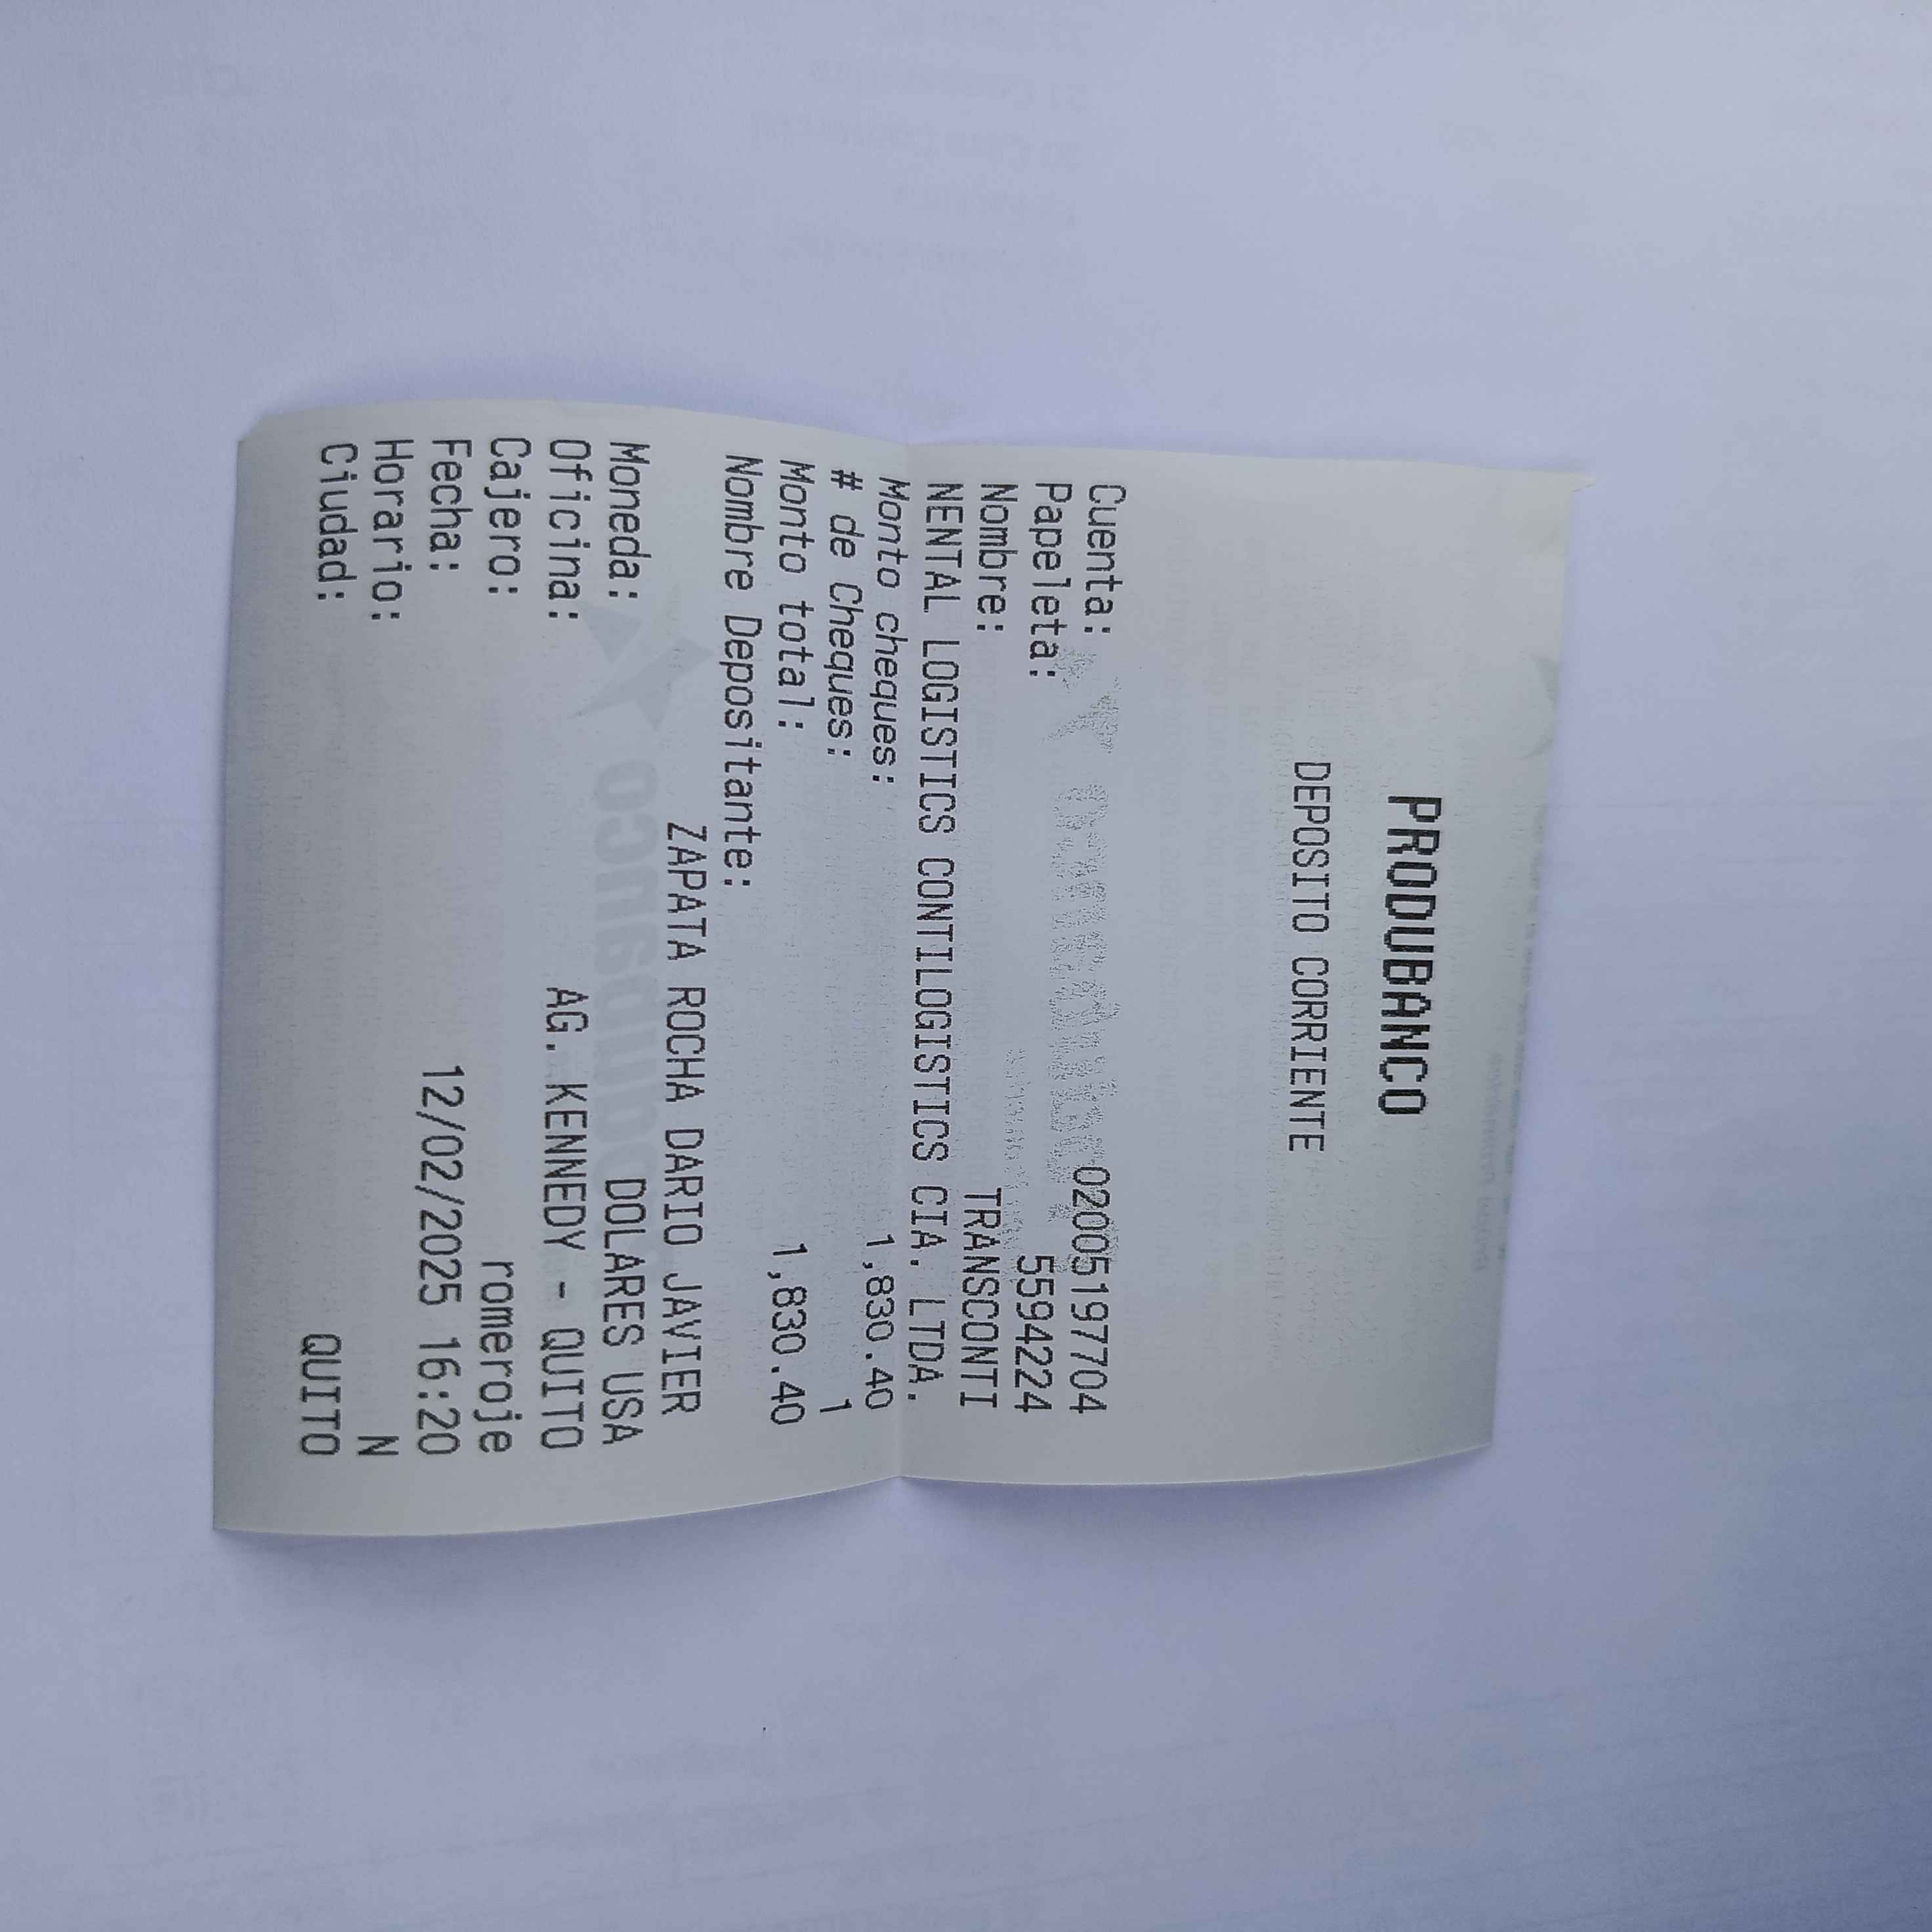 PRODUBANCO
DEPOSITO CORRIENTE
Cuenta: 02005197704
Papeleta: 5594224
Nombre: TRANSCONTI
NENTAL LOGISTICS CONTILOGISTICS CIA. LTDA.
Monto cheques: 1,830.40
# de Cheques: 1
Monto total: 1,830.40
Nombre Depositante:
ZAPATA ROCHA DARIO JAVIER
Moneda: DOLARES USA
Oficina: AG. KENNEDY - QUITO
Cajero: romeroje
Fecha: 12/02/2025 16:20
Horario: N
Ciudad: QUITO